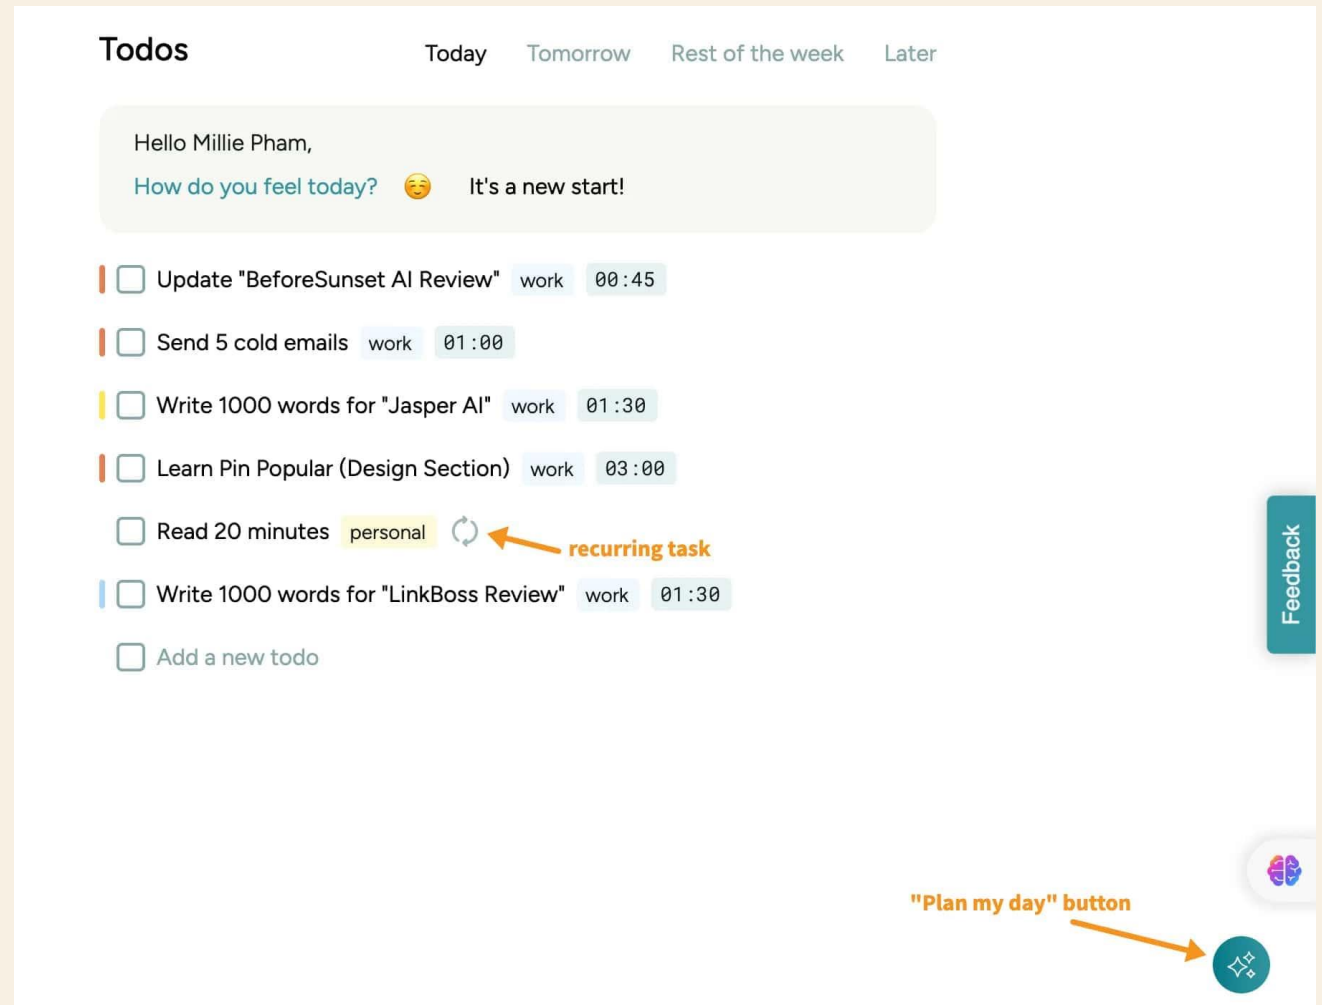 Todos
Today Tomorrow Rest of the week Later
Hello Millie Pham,
How do you feel today? ☺️ It's a new start!
Update "BeforeSunset AI Review" work 00:45
Send 5 cold emails work 01:00
Write 1000 words for "Jasper AI" work 01:30
Learn Pin Popular (Design Section) work 03:00
Read 20 minutes personal
recurring task
Write 1000 words for "LinkBoss Review" work 01:30
Add a new todo
Feedback
"Plan my day" button